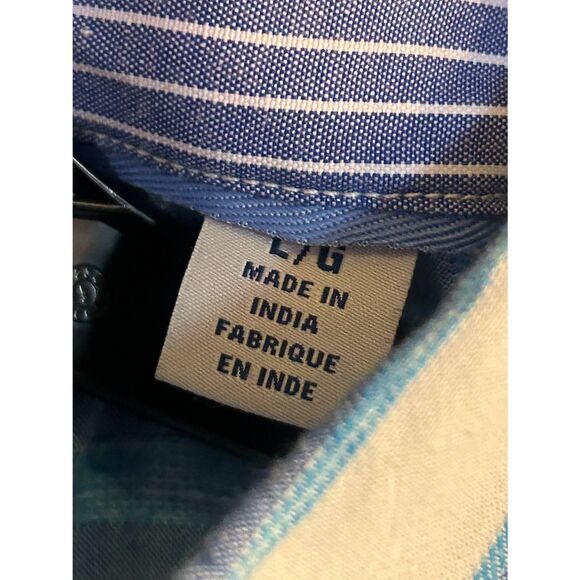 L/G
MADE IN
INDIA
FABRIQUE
EN INDE